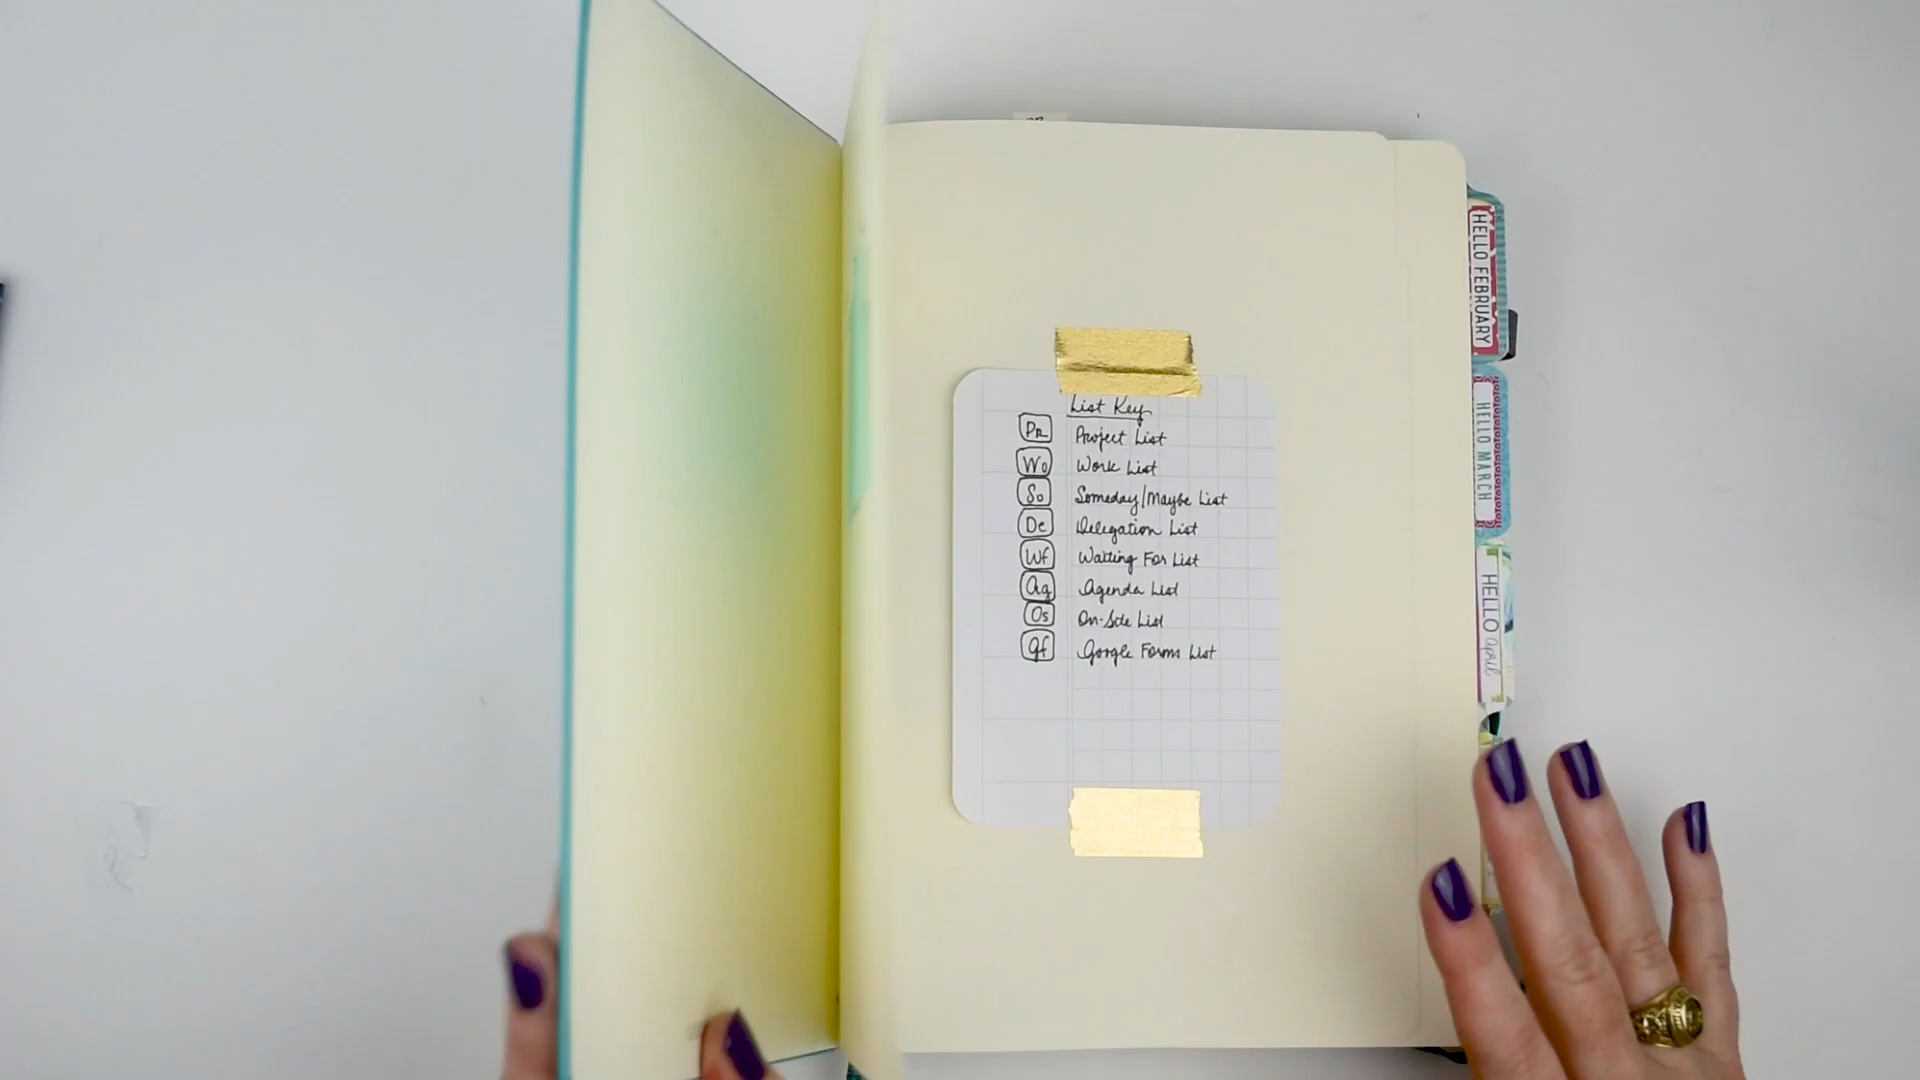 List Key
Pr Project List
Wo Work List
So Someday/Maybe List
De Delegation List
Wf Waiting For List
Ag Agenda List
Os On-Site List
Gf Google Forms List
HELLO FEBRUARY
HELLO MARCH
HELLO april